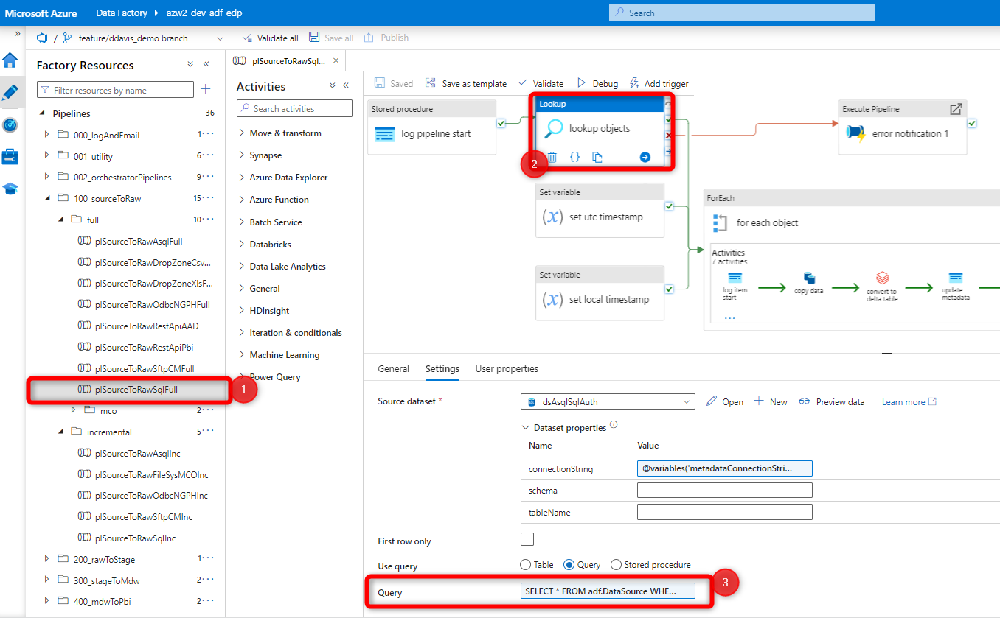 Microsoft Azure
Data Factory
azw2-dev-adf-edp
Search
/
feature/ddavis_demo branch
Validate all
Save all
Publish
Factory Resources
Filter resources by name
Pipelines
36
000_logAndEmail
1
001_utility
6
002_orchestratorPipelines
9
100_sourceToRaw
15
full
10
plSourceToRawAsqlFull
plSourceToRawDropZoneCsv...
plSourceToRawDropZoneXlsF...
plSourceToRawOdbcNGPHFull
plSourceToRawRestApiAAD
plSourceToRawRestApiPbi
plSourceToRawSftpCMFull
plSourceToRawSqlFull
1
mco
2
incremental
5
plSourceToRawAsqlInc
plSourceToRawFileSysMCOInc
plSourceToRawOdbcNGPHInc
plSourceToRawSftpCMInc
plSourceToRawSqlInc
200_rawToStage
1
300_stageToMdw
2
400_mdwToPbi
2
plSourceToRawSql...
Activities
Search activities
Move & transform
Synapse
Azure Data Explorer
Azure Function
Batch Service
Databricks
Data Lake Analytics
General
HDInsight
Iteration & conditionals
Machine Learning
Power Query
Saved
Save as template
Validate
Debug
Add trigger
Stored procedure
log pipeline start
Lookup
lookup objects
2
Execute Pipeline
error notification 1
Set variable
(x) set utc timestamp
Set variable
(x) set local timestamp
ForEach
for each object
Activities
7 activities
log item
start
copy data
convert to
delta table
update
metadata
...
General
Settings
User properties
Source dataset *
dsAsqlSqlAuth
Open
New
Preview data
Learn more
Dataset properties
Name
Value
connectionString
@variables('metadataConnectionStri...
schema
-
tableName
-
First row only
Use query
Table
Query
Stored procedure
Query
SELECT * FROM adf.DataSource WHE...
3